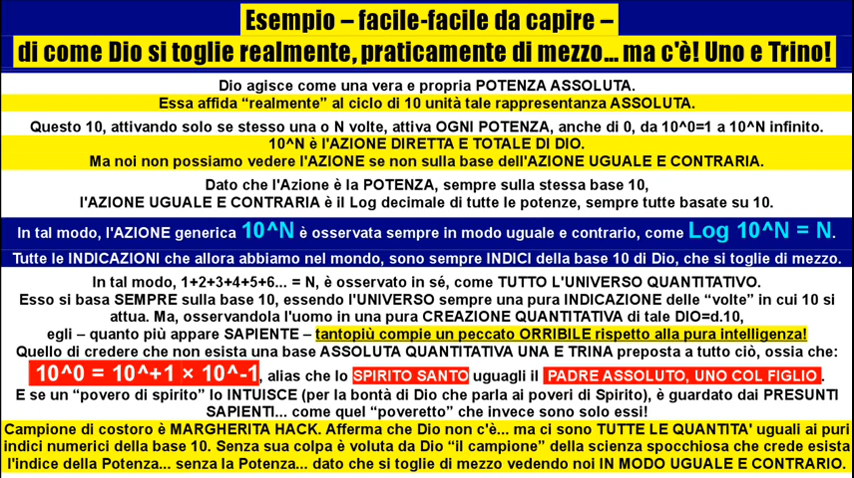 Esempio – facile-facile da capire –
di come Dio si toglie realmente, praticamente di mezzo... ma c'è! Uno e Trino!
Dio agisce come una vera e propria POTENZA ASSOLUTA.
Essa affida “realmente” al ciclo di 10 unità tale rappresentanza ASSOLUTA.
Questo 10, attivando solo se stesso una o N volte, attiva OGNI POTENZA, anche di 0, da 10^0=1 a 10^N infinito.
10^N è l'AZIONE DIRETTA E TOTALE DI DIO.
Ma noi non possiamo vedere l'AZIONE se non sulla base dell'AZIONE UGUALE E CONTRARIA.
Dato che l'Azione è la POTENZA, sempre sulla stessa base 10,
l'AZIONE UGUALE E CONTRARIA è il Log decimale di tutte le potenze, sempre tutte basate su 10.
In tal modo, l'AZIONE generica 10^N è osservata sempre in modo uguale e contrario, come Log 10^N = N.
Tutte le INDICAZIONI che allora abbiamo nel mondo, sono sempre INDICI della base 10 di Dio, che si toglie di mezzo.
In tal modo, 1+2+3+4+5+6... = N, è osservato in sé, come TUTTO L'UNIVERSO QUANTITATIVO.
Esso si basa SEMPRE sulla base 10, essendo l'UNIVERSO sempre una pura INDICAZIONE delle “volte” in cui 10 si
attua. Ma, osservandola l'uomo in una pura CREAZIONE QUANTITATIVA di tale DIO=d.10,
egli – quanto più appare SAPIENTE – tantopiù compie un peccato ORRIBILE rispetto alla pura intelligenza!
Quello di credere che non esista una base ASSOLUTA QUANTITATIVA UNA E TRINA preposta a tutto ciò, ossia che:
10^0 = 10^+1 × 10^-1, alias che lo SPIRITO SANTO uguagli il PADRE ASSOLUTO, UNO COL FIGLIO.
E se un “povero di spirito” lo INTUISCE (per la bontà di Dio che parla ai poveri di Spirito), è guardato dai PRESUNTI
SAPIENTI... come quel “poveretto” che invece sono solo essi!
Campione di costoro è MARGHERITA HACK. Afferma che Dio non c'è... ma ci sono TUTTE LE QUANTITA' uguali ai puri
indici numerici della base 10. Senza sua colpa è voluta da Dio “il campione” della scienza spocchiosa che crede esista
l'indice della Potenza... senza la Potenza... dato che si toglie di mezzo vedendo noi IN MODO UGUALE E CONTRARIO.